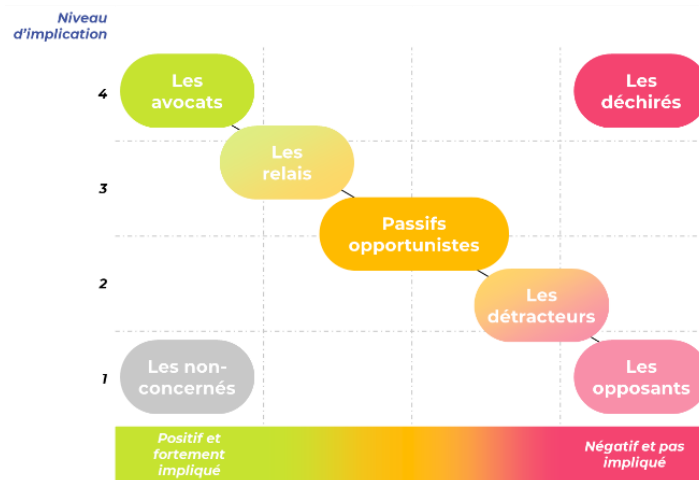 Niveau
d’implication
4
Les
avocats
Les
déchirés
Les
relais
3
Passifs
opportunistes
2
Les
détracteurs
1
Les non-
concernés
Les
opposants
Positif et
fortement
impliqué
Négatif et pas
impliqué